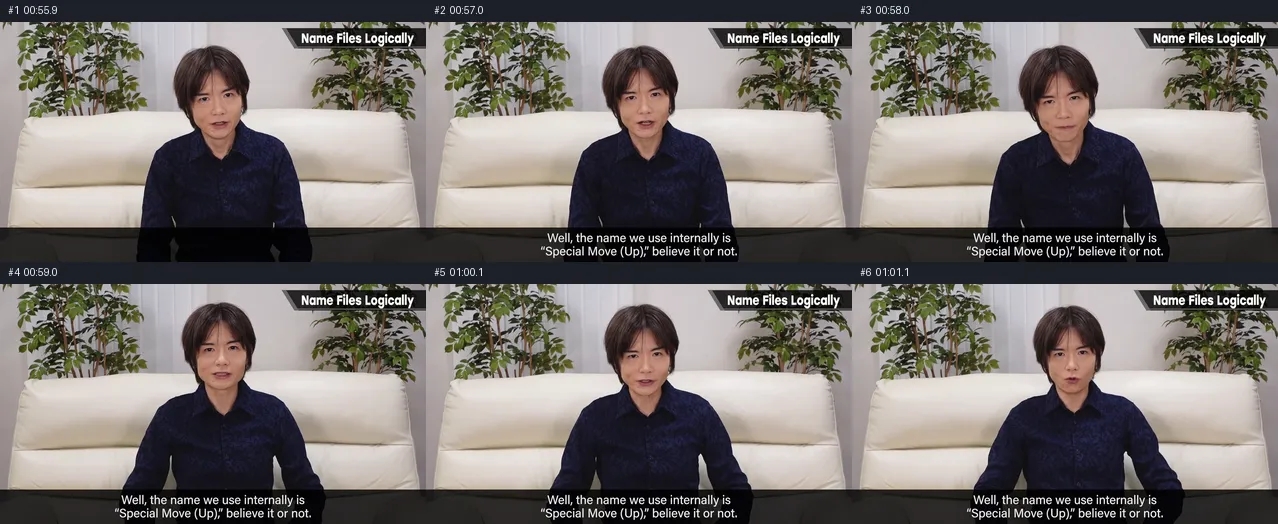 #1 00:55.9
#2 00:57.0
#3 00:58.0
Name Files Logically
Name Files Logically
Name Files Logically
Well, the name we use internally is
“Special Move (Up),” believe it or not.
Well, the name we use internally is
“Special Move (Up),” believe it or not.
#4 00:59.0
#5 01:00.1
#6 01:01.1
Name Files Logically
Name Files Logically
Name Files Logically
Well, the name we use internally is
“Special Move (Up),” believe it or not.
Well, the name we use internally is
“Special Move (Up),” believe it or not.
Well, the name we use internally is
“Special Move (Up),” believe it or not.